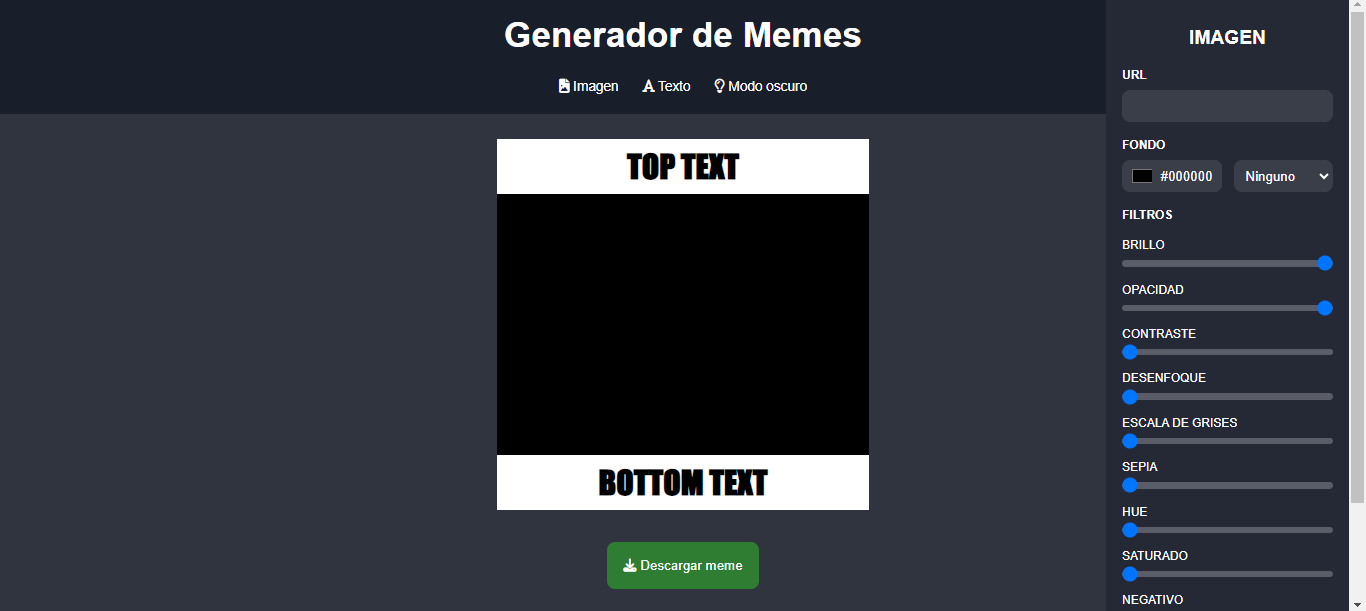 Generador de Memes
Imagen Texto Modo oscuro
TOP TEXT
BOTTOM TEXT
Descargar meme
IMAGEN
URL
FONDO
#000000 Ninguno
FILTROS
BRILLO
OPACIDAD
CONTRASTE
DESENFOQUE
ESCALA DE GRISES
SEPIA
HUE
SATURADO
NEGATIVO